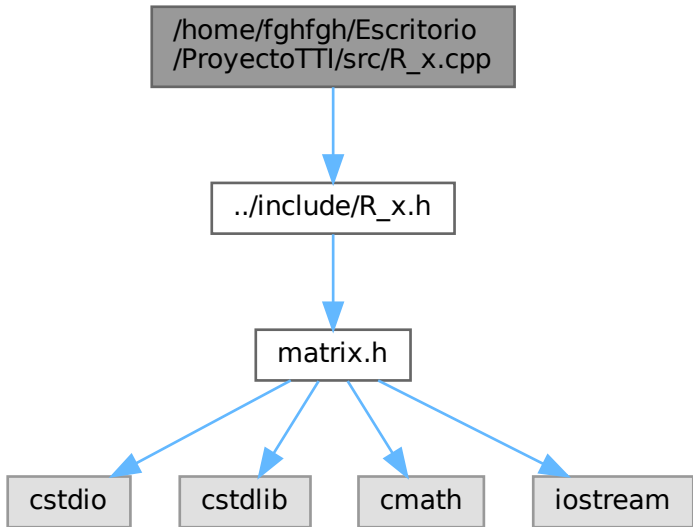 /home/fghfgh/Escritorio
/ProyectoTTI/src/R_x.cpp
../include/R_x.h
matrix.h
cstdio
cstdlib
cmath
iostream